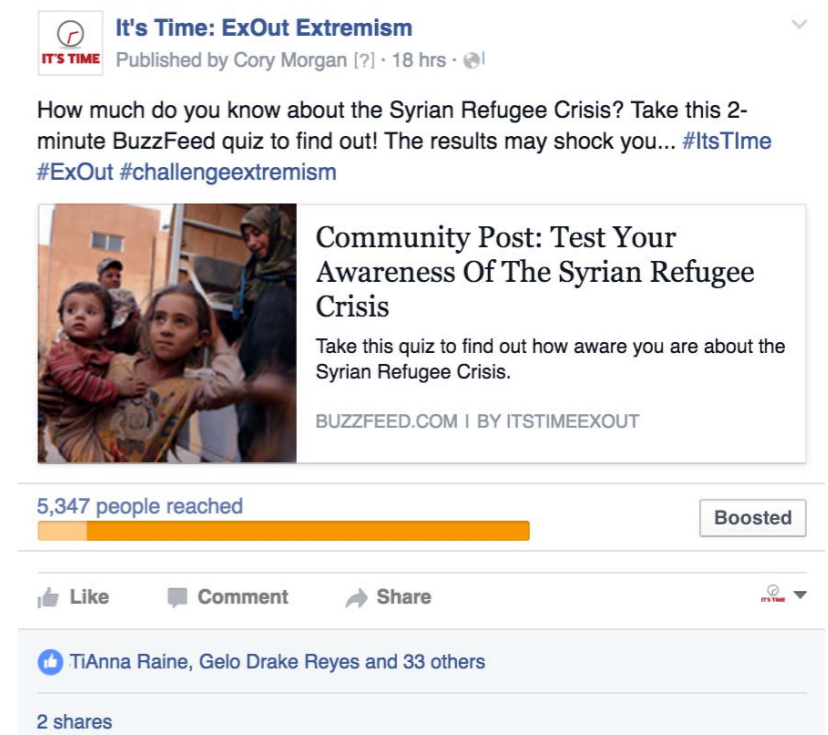 IT'S TIME
It's Time: ExOut Extremism
Published by Cory Morgan [?] · 18 hrs ·
How much do you know about the Syrian Refugee Crisis? Take this 2-
minute BuzzFeed quiz to find out! The results may shock you... #ItsTIme
#ExOut #challengeextremism
Community Post: Test Your
Awareness Of The Syrian Refugee
Crisis
Take this quiz to find out how aware you are about the
Syrian Refugee Crisis.
BUZZFEED.COM | BY ITSTIMEEXOUT
5,347 people reached
Boosted
Like Comment Share IT'S TIME
TiAnna Raine, Gelo Drake Reyes and 33 others
2 shares